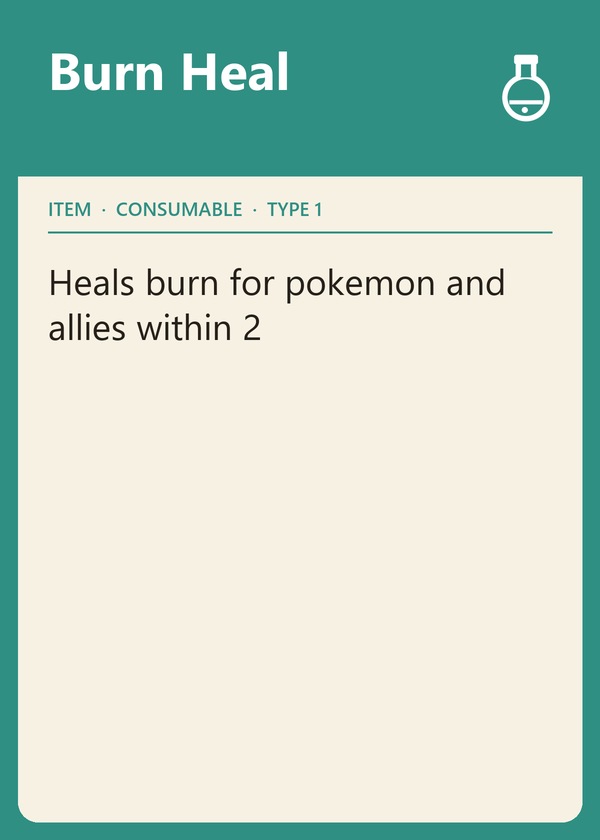 Burn Heal
ITEM · CONSUMABLE · TYPE 1
Heals burn for pokemon and
allies within 2